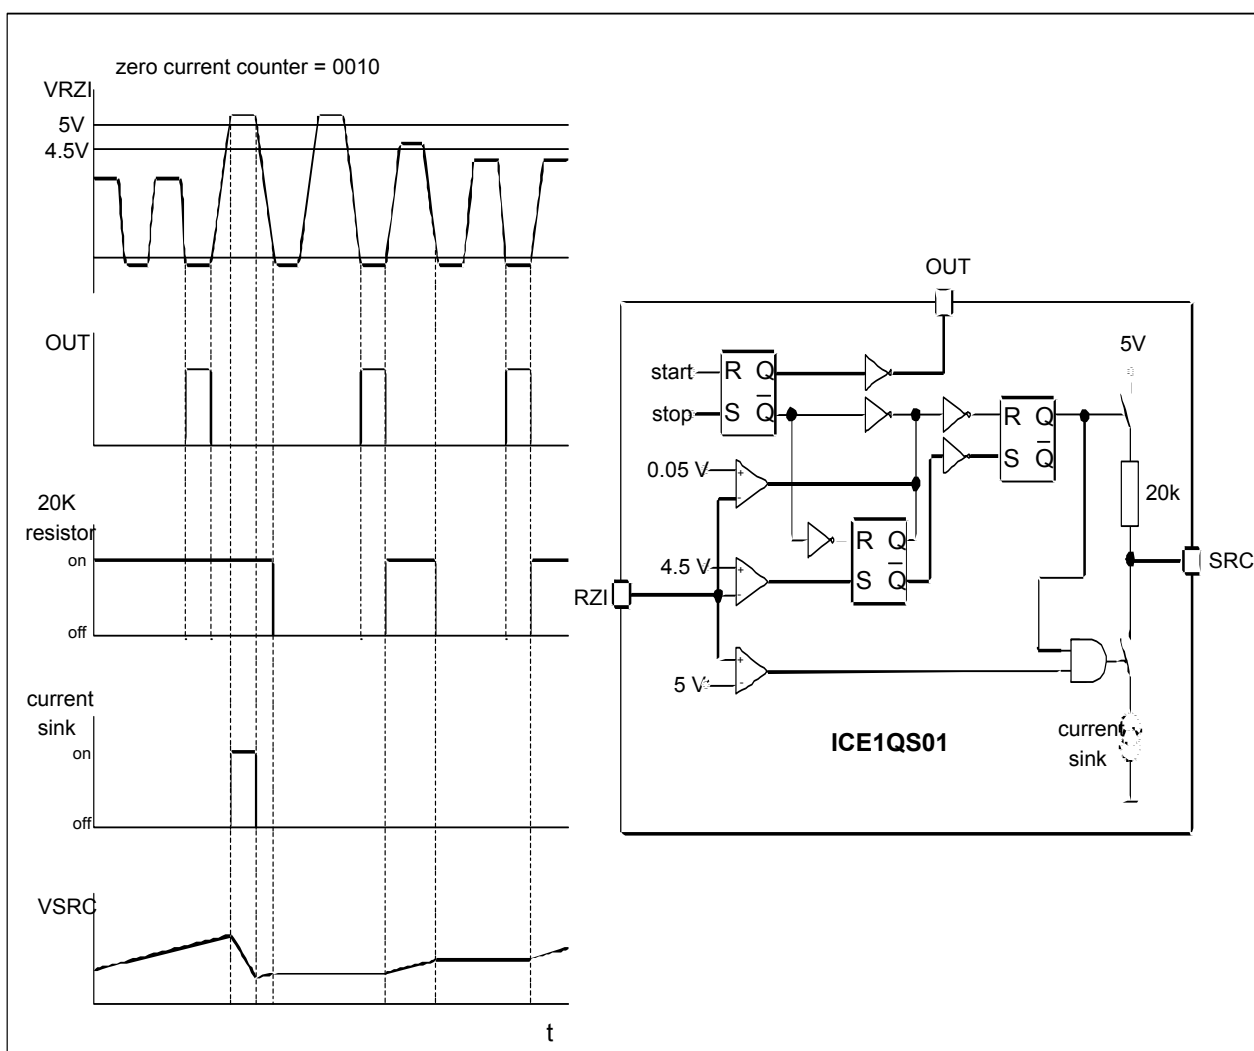 zero current counter = 0010
VRZI
5V
4.5V
OUT
20K
resistor
on
off
current
sink
on
off
VSRC
t
OUT
5V
start
R Q
stop
S Q
R Q
S Q
0.05 V
+
-
20k
R Q
S Q
4.5 V
+
-
SRC
RZI
5 V
+
-
ICE1QS01
current
sink